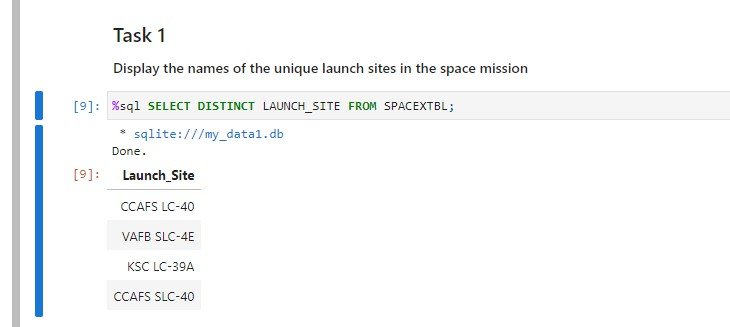 Task 1
Display the names of the unique launch sites in the space mission
[9]: %sql SELECT DISTINCT LAUNCH_SITE FROM SPACEXTBL;
* sqlite:///my_data1.db
Done.
[9]: Launch_Site
CCAFS LC-40
VAFB SLC-4E
KSC LC-39A
CCAFS SLC-40